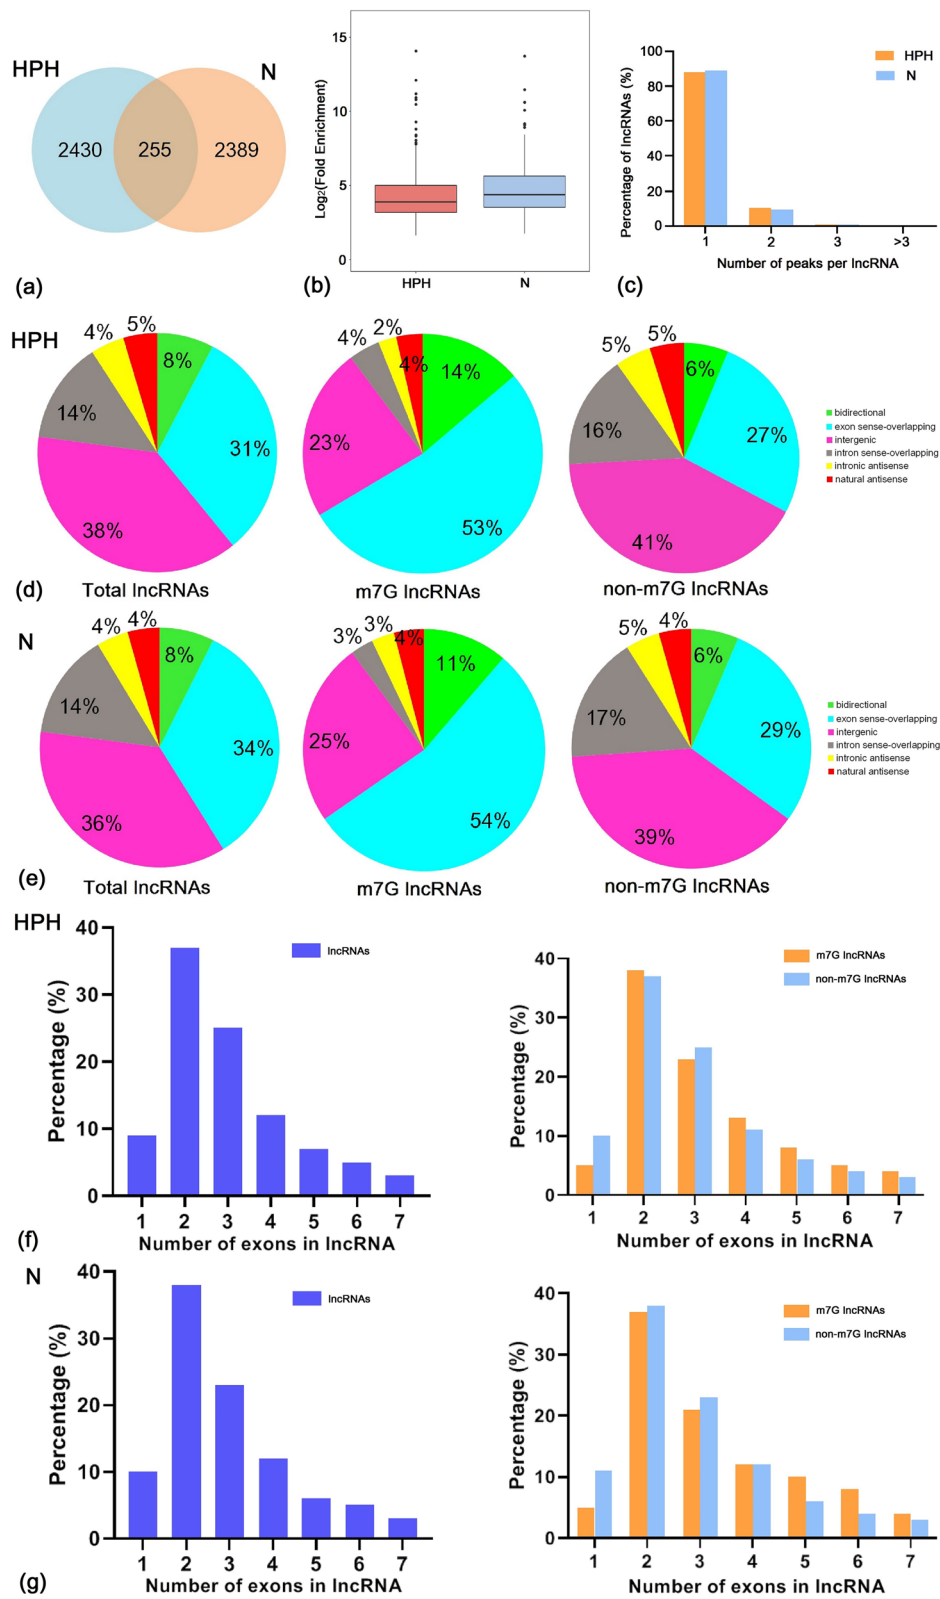 HPH
N
2430
255
2389
(a)
Log2(Fold Enrichment)
15
10
5
0
HPH
N
(b)
Percentage of lncRNAs (%)
100
80
60
40
20
0
1
2
3
>3
Number of peaks per lncRNA
HPH
N
(c)
HPH
8%
31%
38%
14%
4%
5%
Total lncRNAs
14%
53%
23%
4%
2%
4%
m7G lncRNAs
6%
27%
41%
16%
5%
5%
non-m7G lncRNAs
bidirectional
exon sense-overlapping
intergenic
intron sense-overlapping
intronic antisense
natural antisense
(d)
N
8%
34%
36%
14%
4%
4%
Total lncRNAs
11%
54%
25%
3%
3%
4%
m7G lncRNAs
6%
29%
39%
17%
5%
4%
non-m7G lncRNAs
bidirectional
exon sense-overlapping
intergenic
intron sense-overlapping
intronic antisense
natural antisense
(e)
HPH
Percentage (%)
40
30
20
10
0
1 2 3 4 5 6 7
Number of exons in lncRNA
lncRNAs
Percentage (%)
40
30
20
10
0
1 2 3 4 5 6 7
Number of exons in lncRNA
m7G lncRNAs
non-m7G lncRNAs
(f)
N
Percentage (%)
40
30
20
10
0
1 2 3 4 5 6 7
Number of exons in lncRNA
lncRNAs
Percentage (%)
40
30
20
10
0
1 2 3 4 5 6 7
Number of exons in lncRNA
m7G lncRNAs
non-m7G lncRNAs
(g)